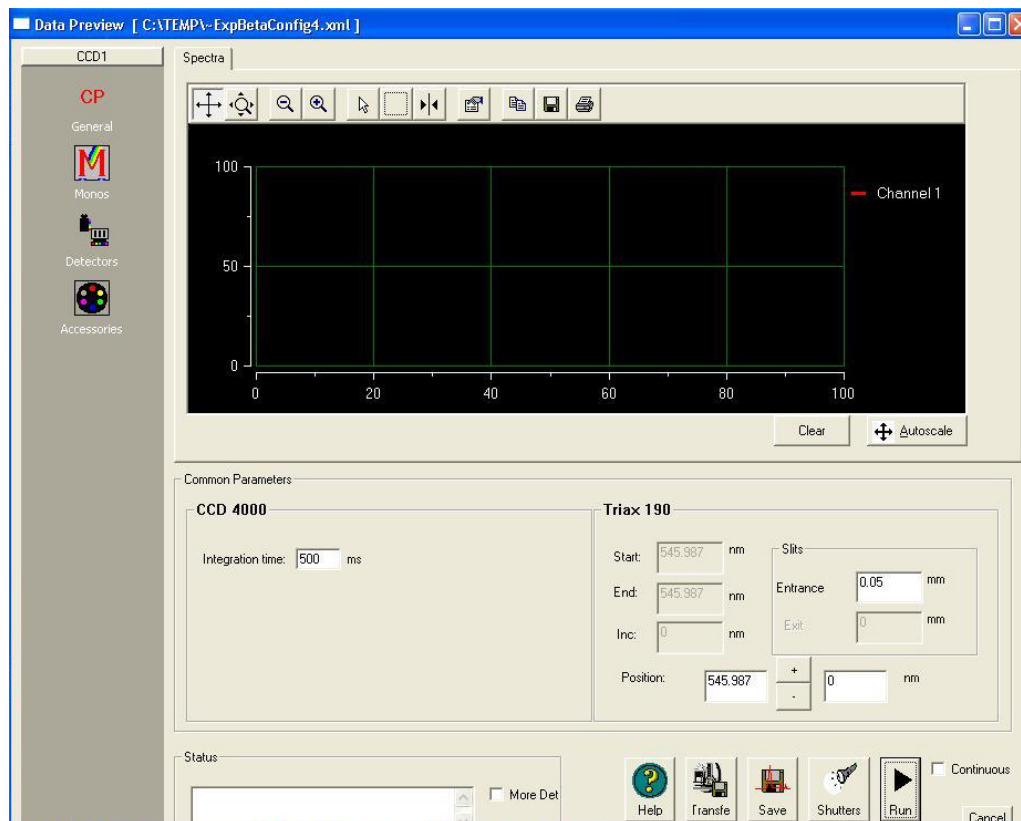 Data Preview [ C:\TEMP\~ExpBetaConfig4.xml ]
CCD1
CP
General
M
Monos
Detectors
Accessories
Spectra
100
50
0
0 20 40 60 80 100
Channel 1
Clear
Autoscale
Common Parameters
CCD 4000
Integration time: 500 ms
Triax 190
Start: 545.987 nm
End: 545.987 nm
Inc: 0 nm
Slits
Entrance 0.05 mm
Exit 0 mm
Position: 545.987 + - 0 nm
Status
More Det
Help
Transfe
Save
Shutters
Run
Continuous
Cancel